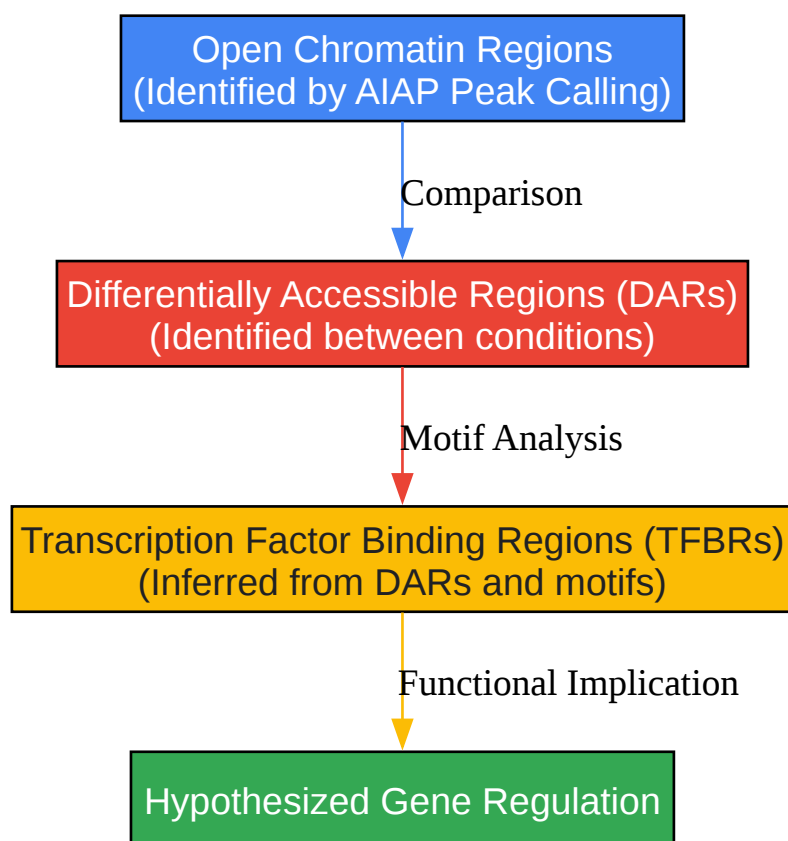 Open Chromatin Regions
(Identified by AIAP Peak Calling)
Comparison
Differentially Accessible Regions (DARs)
(Identified between conditions)
Motif Analysis
Transcription Factor Binding Regions (TFBRs)
(Inferred from DARs and motifs)
Functional Implication
Hypothesized Gene Regulation